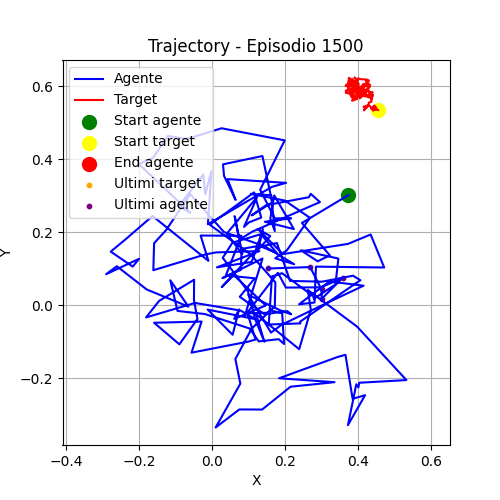 Trajectory - Episodio 1500
Agente
Target
Start agente
Start target
End agente
Ultimi target
Ultimi agente
0.6
0.4
0.2
0.0
−0.2
Y
−0.4
−0.2
0.0
0.2
0.4
0.6
X